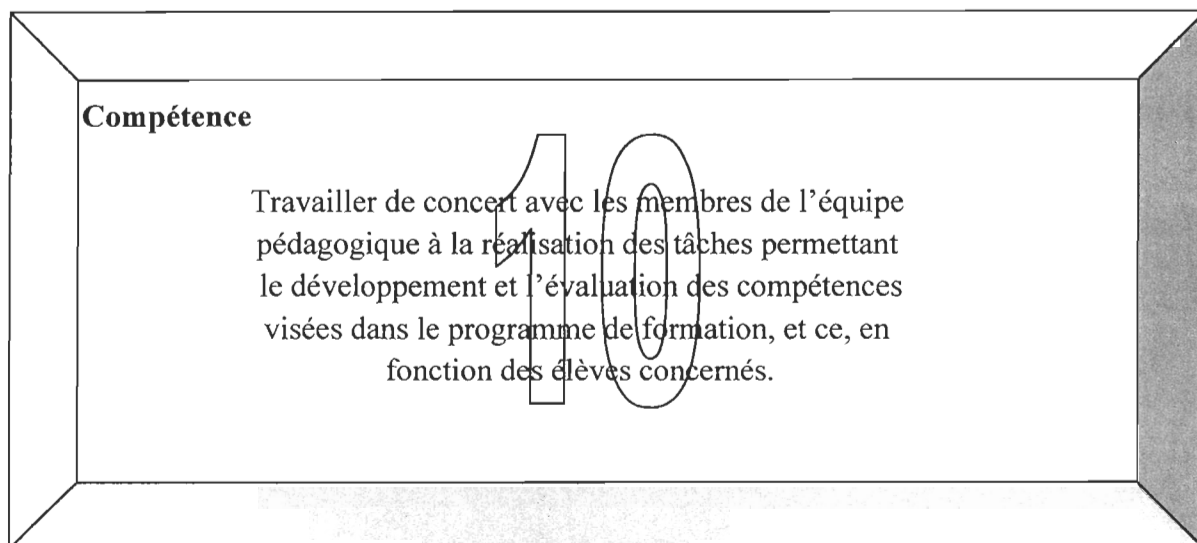 Compétence
10
Travailler de concert avec les membres de l'équipe
pédagogique à la réalisation des tâches permettant
le développement et l'évaluation des compétences
visées dans le programme de formation, et ce, en
fonction des élèves concernés.